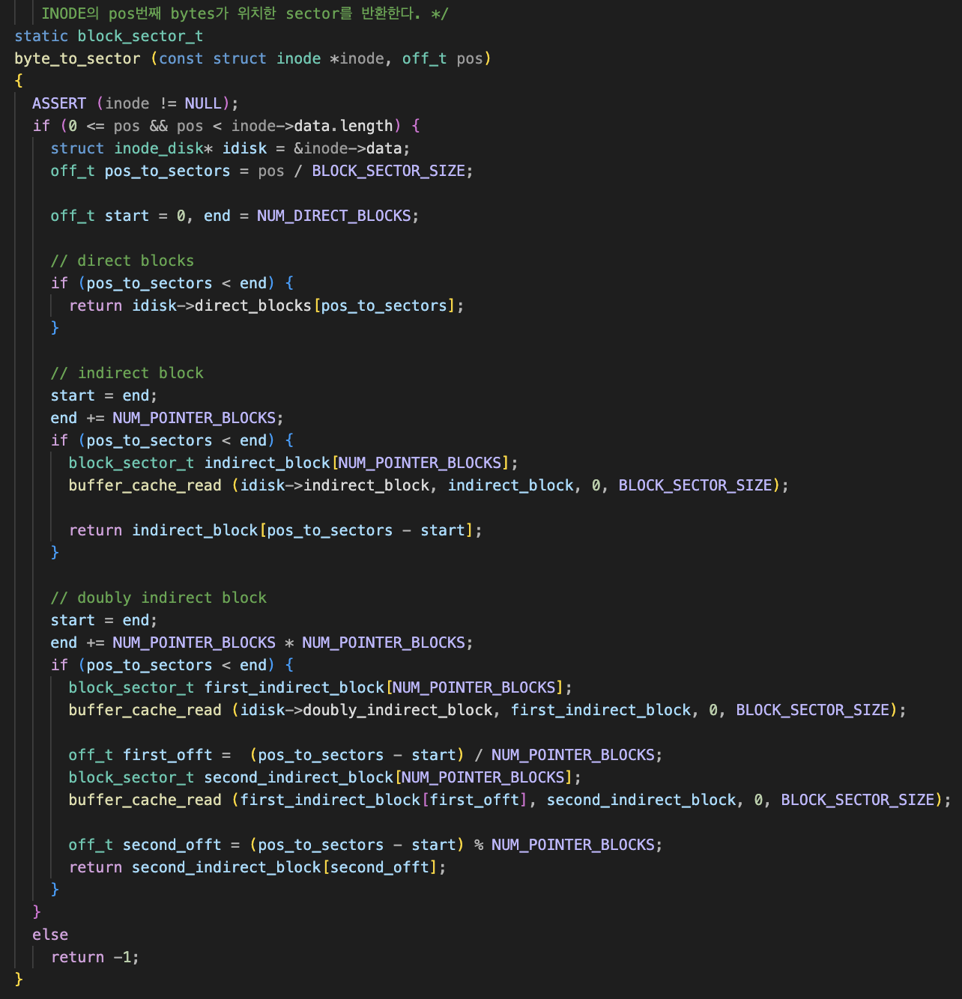 INODE의 pos번째 bytes가 위치한 sector를 반환한다. */
static block_sector_t
byte_to_sector (const struct inode *inode, off_t pos)
{
  ASSERT (inode != NULL);
  if (0 <= pos && pos < inode->data.length) {
    struct inode_disk* idisk = &inode->data;
    off_t pos_to_sectors = pos / BLOCK_SECTOR_SIZE;

    off_t start = 0, end = NUM_DIRECT_BLOCKS;

    // direct blocks
    if (pos_to_sectors < end) {
      return idisk->direct_blocks[pos_to_sectors];
    }

    // indirect block
    start = end;
    end += NUM_POINTER_BLOCKS;
    if (pos_to_sectors < end) {
      block_sector_t indirect_block[NUM_POINTER_BLOCKS];
      buffer_cache_read (idisk->indirect_block, indirect_block, 0, BLOCK_SECTOR_SIZE);

      return indirect_block[pos_to_sectors - start];
    }

    // doubly indirect block
    start = end;
    end += NUM_POINTER_BLOCKS * NUM_POINTER_BLOCKS;
    if (pos_to_sectors < end) {
      block_sector_t first_indirect_block[NUM_POINTER_BLOCKS];
      buffer_cache_read (idisk->doubly_indirect_block, first_indirect_block, 0, BLOCK_SECTOR_SIZE);

      off_t first_offt =  (pos_to_sectors - start) / NUM_POINTER_BLOCKS;
      block_sector_t second_indirect_block[NUM_POINTER_BLOCKS];
      buffer_cache_read (first_indirect_block[first_offt], second_indirect_block, 0, BLOCK_SECTOR_SIZE);

      off_t second_offt = (pos_to_sectors - start) % NUM_POINTER_BLOCKS;
      return second_indirect_block[second_offt];
    }
  }
  else
    return -1;
}